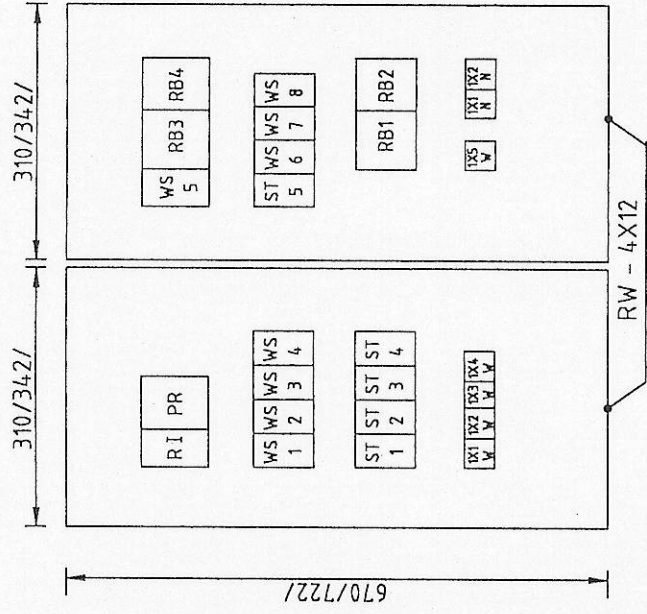 310/342/
310/342/
670/722/
RI PR
WS WS WS WS
1 2 3 4
ST ST ST ST
1 2 3 4
1X1 1X2 1X3 1X4
W W W W
WS RB3 RB4
5
ST WS WS WS
5 6 7 8
RB1 RB2
1X5 1X1 1X2
W N N
RW - 4X12